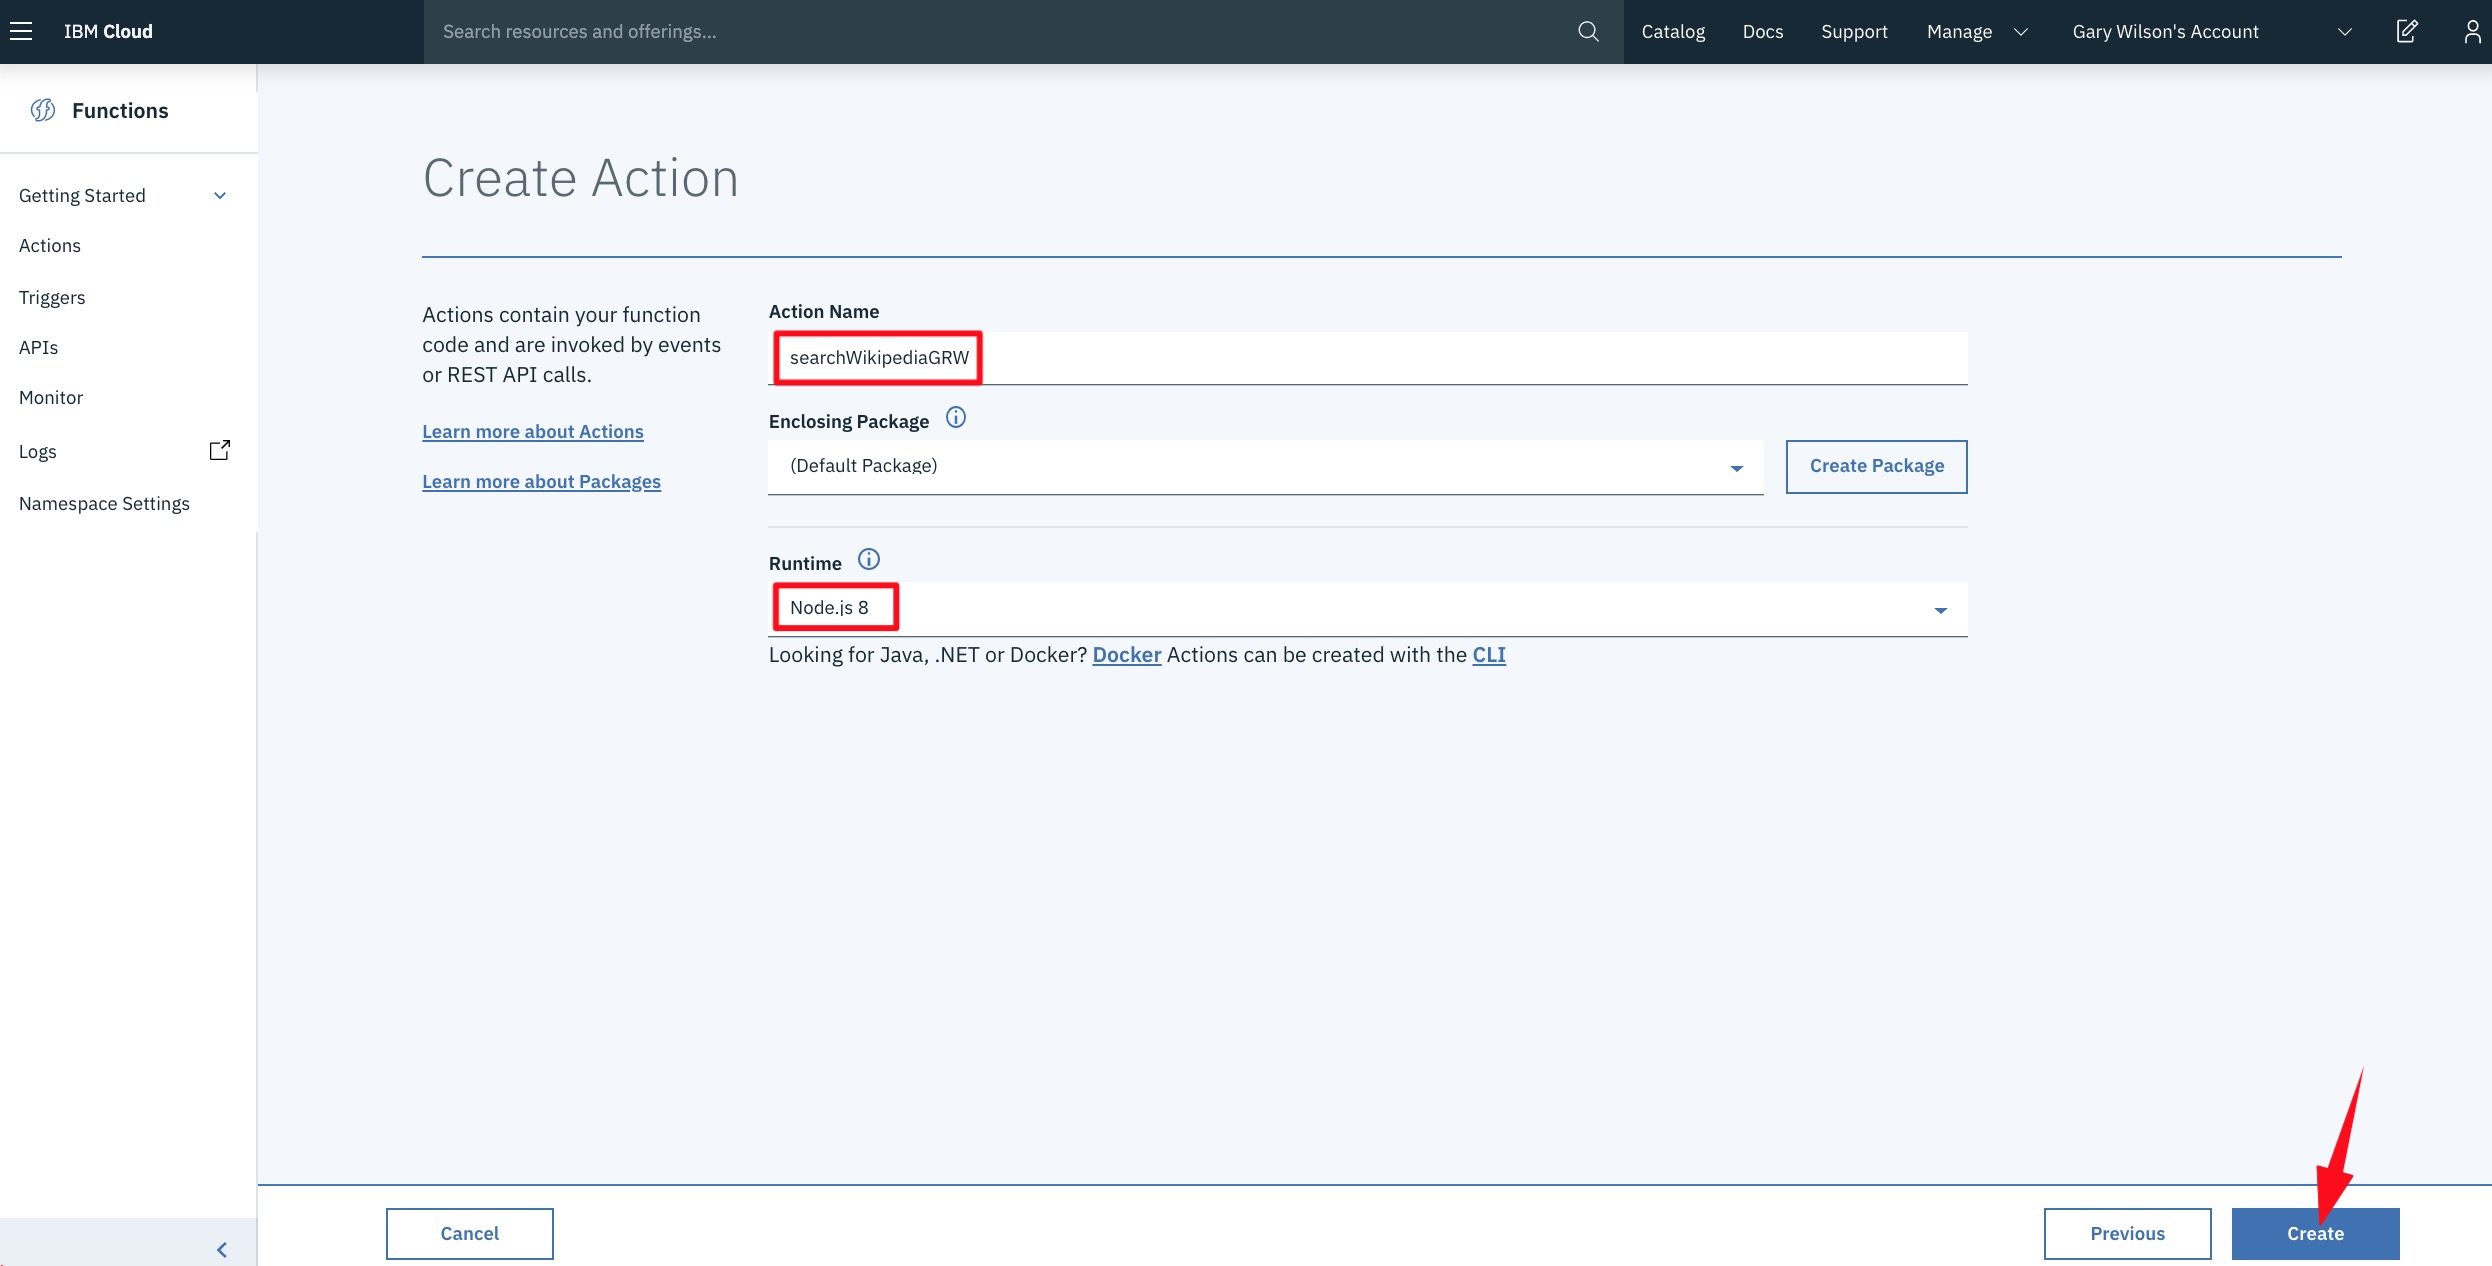 IBM Cloud
Search resources and offerings...
Catalog
Docs
Support
Manage
Gary Wilson's Account
Functions
Getting Started
Actions
Triggers
APIs
Monitor
Logs
Namespace Settings
Create Action
Actions contain your function
code and are invoked by events
or REST API calls.
Learn more about Actions
Learn more about Packages
Action Name
searchWikipediaGRW
Enclosing Package
(Default Package)
Create Package
Runtime
Node.js 8
Looking for Java, .NET or Docker? Docker Actions can be created with the CLI
Cancel
Previous
Create